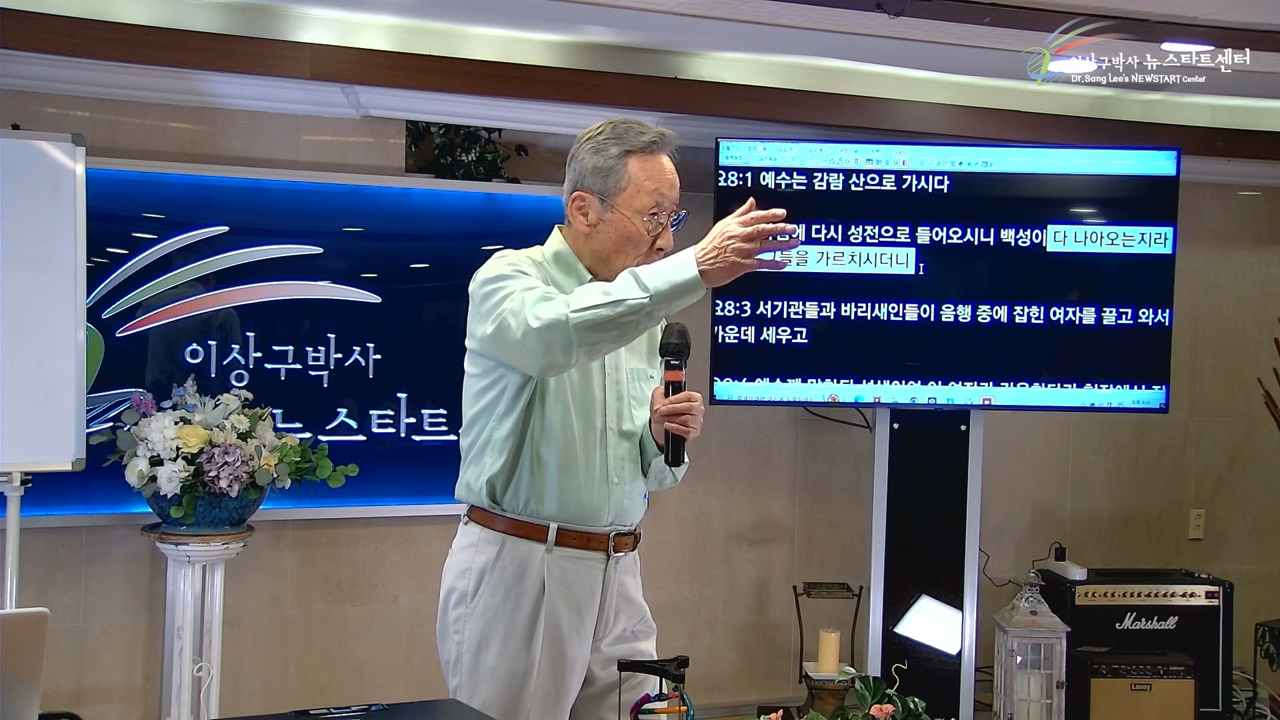 이상구박사 뉴스타트센터
Dr.Sang Lee's NEWSTART Center
요8:1 예수는 감람 산으로 가시다
다시 성전으로 들어오시니 백성이 다 나아오는지라
가르치시더니
요8:3 서기관들과 바리새인들이 음행 중에 잡힌 여자를 끌고 와서
가운데 세우고
이상구박사
뉴스타트
Marshall
Laney